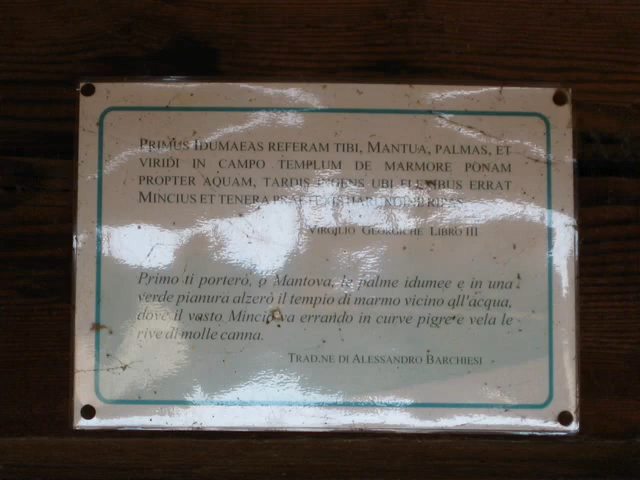 PRIMUS IDUMAEAS REFERAM TIBI, MANTUA, PALMAS, ET
VIRIDI IN CAMPO TEMPLUM DE MARMORE PONAM
PROPTER AQUAM, TARDIS INGENS UBI FLEXIBUS ERRAT
MINCIUS ET TENERA
VIRGILIO GEORGICHE LIBRO III
Primo ti porterò, o Mantova, le palme idumee e in una
verde pianura alzerò il tempio di marmo vicino all'acqua,
dove il vasto Mincio va errando in curve pigre e vela le
rive di molle canna.
TRAD.NE DI ALESSANDRO BARCHIESI